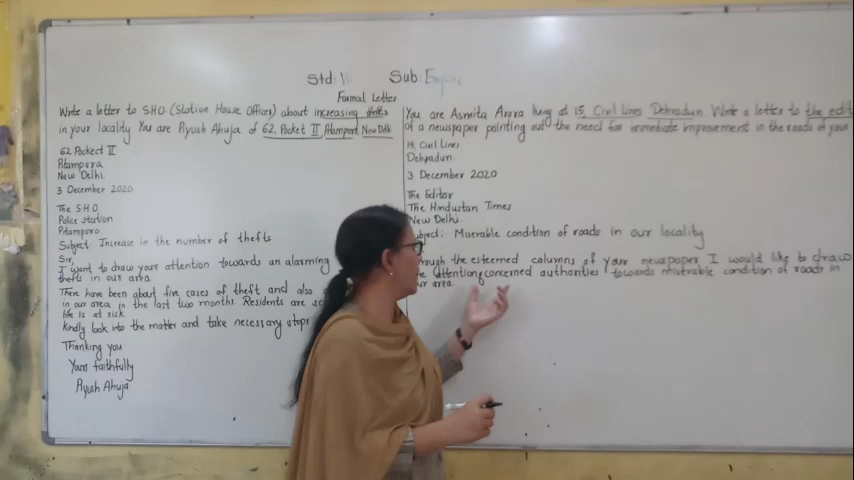 Std: VI Sub: English
Formal Letter
Write a letter to S.H.O. (Station House Officer) about increasing thefts
in your locality You are Piyush Ahuja of 62, Pocket II, Pitampora, New Delhi
62 Pocket II
Pitampura
New Delhi
3 December 2020
The S.H.O.
Police station
Pitampora.
Subject: Increase in the number of thefts
Sir,
I want to draw your attention towards an alarming
thefts in our area.
There have been about five cases of theft and also
in our area in the last two months. Residents are
life is at risk.
Kindly look into the matter and take necessary steps
Thanking you
Yours faithfully
Piyush Ahuja
You are Asmita Arora living at 15, Civil Lines Dehradun Write a letter to the edit
of a newspaper pointing out the need for immediate improvement in the roads of your
15, Civil Lines
Dehradun
3 December 2020
The Editor
The Hindustan Times
New Delhi.
Subject: Miserable condition of roads in our locality
through the esteemed columns of your newspaper I would like to draw
the attention concerned authorities towards miserable condition of roads in
our area.